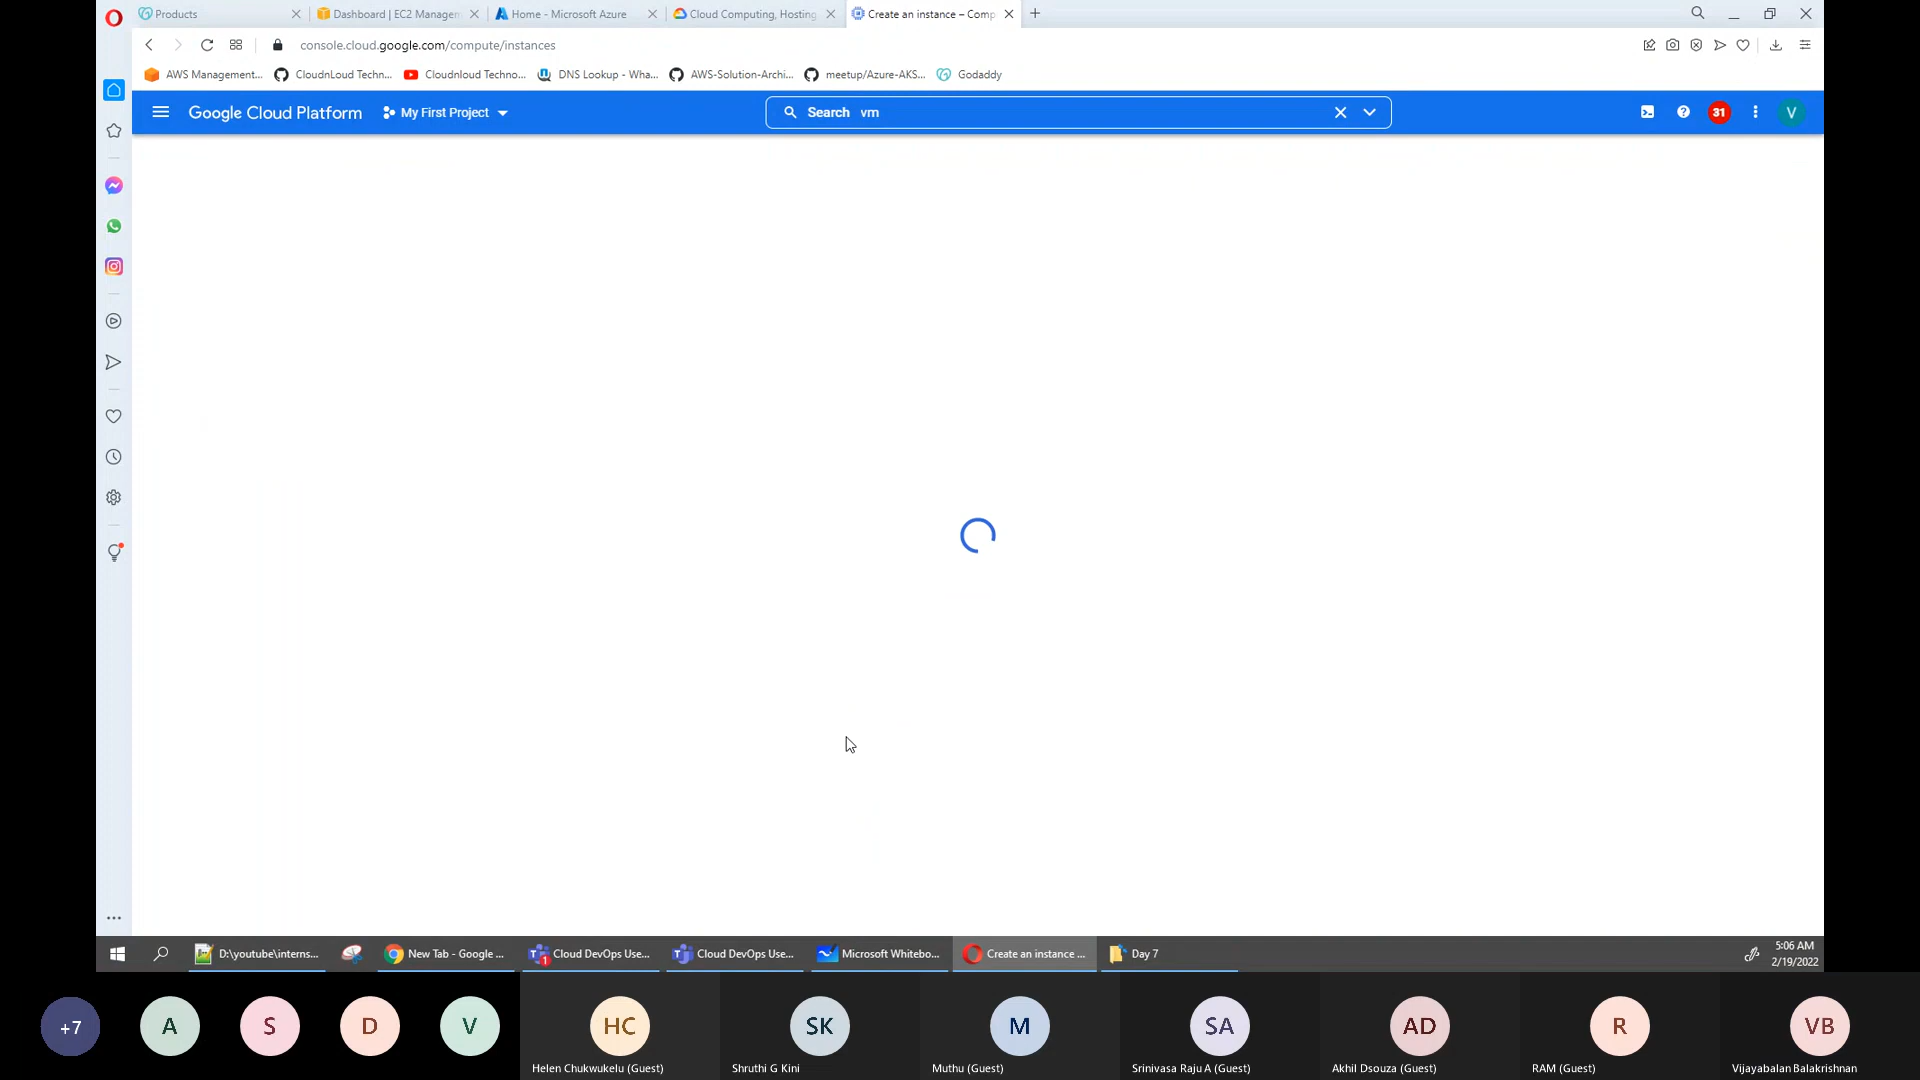 Products
Dashboard | EC2 Managem
Home - Microsoft Azure
Cloud Computing, Hosting
Create an instance – Comp
console.cloud.google.com/compute/instances
AWS Management...
CloudnLoud Techn...
Cloudnloud Techno...
DNS Lookup - Wha...
AWS-Solution-Archi...
meetup/Azure-AKS...
Godaddy
Google Cloud Platform
My First Project
Search vm
31
V
D:\youtube\interns...
New Tab - Google ...
1
Cloud DevOps Use...
Cloud DevOps Use...
Microsoft Whitebo...
Create an instance ...
Day 7
5:06 AM
2/19/2022
+7
A
S
D
V
HC
SK
M
SA
AD
R
VB
Helen Chukwukelu (Guest)
Shruthi G Kini
Muthu (Guest)
Srinivasa Raju A (Guest)
Akhil Dsouza (Guest)
RAM (Guest)
Vijayabalan Balakrishnan